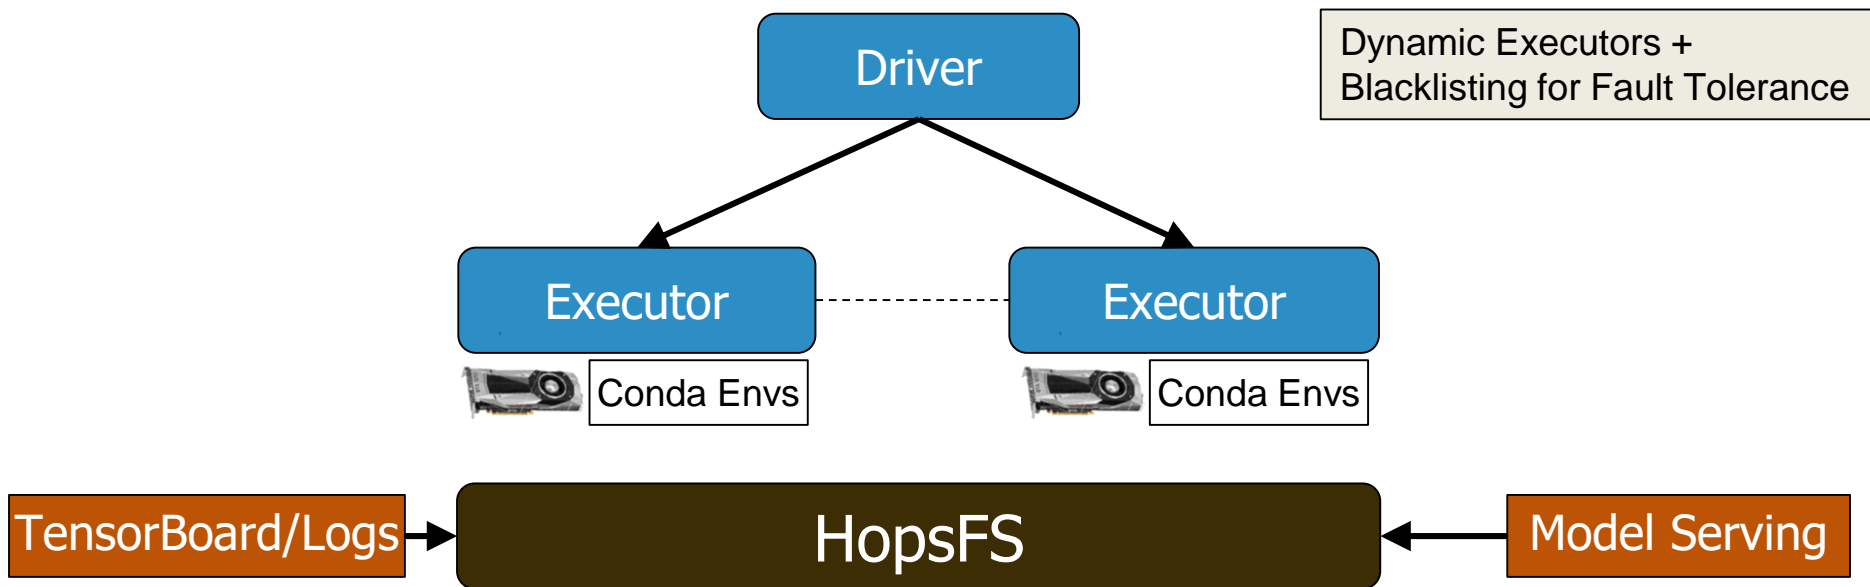 Driver
Dynamic Executors +
Blacklisting for Fault Tolerance
Executor
Executor
Conda Envs
Conda Envs
TensorBoard/Logs
HopsFS
Model Serving